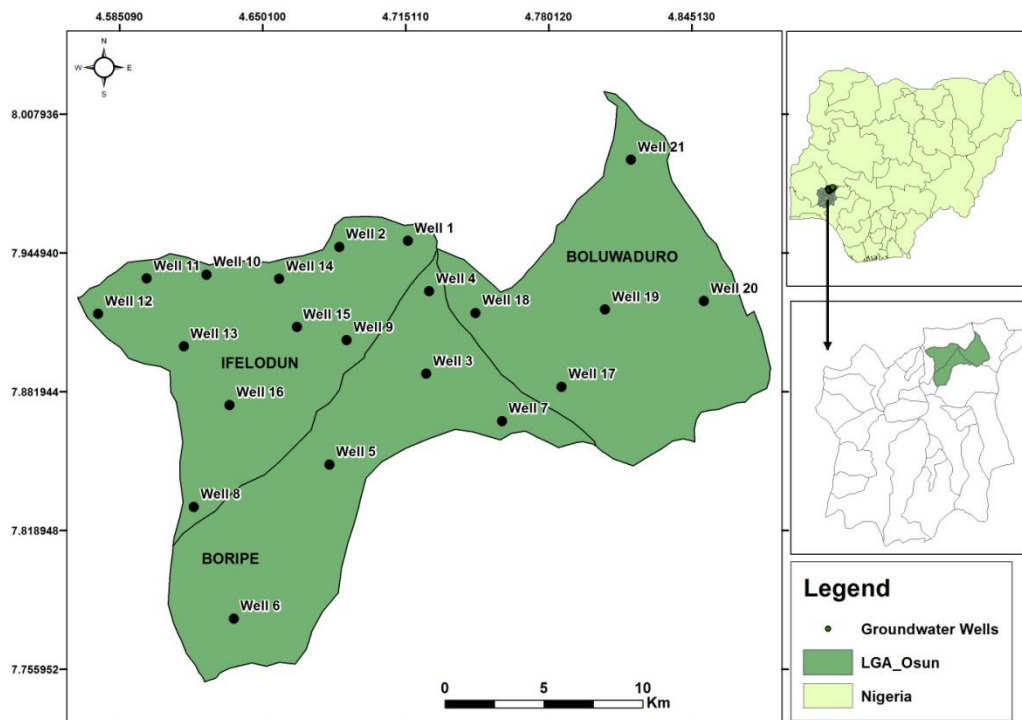 4.585090 4.650100 4.715110 4.780120 4.845130
N
W E
S
8.007936
7.944940
7.881944
7.818948
7.755952
Well 21
Well 1
Well 2
BOLUWADURO
Well 11
Well 10
Well 14
Well 4
Well 20
Well 12
Well 18
Well 19
Well 15
Well 9
Well 13
IFELODUN
Well 3
Well 17
Well 16
Well 7
Well 5
Well 8
BORIPE
Well 6
0 5 10
Km
Legend
Groundwater Wells
LGA_Osun
Nigeria